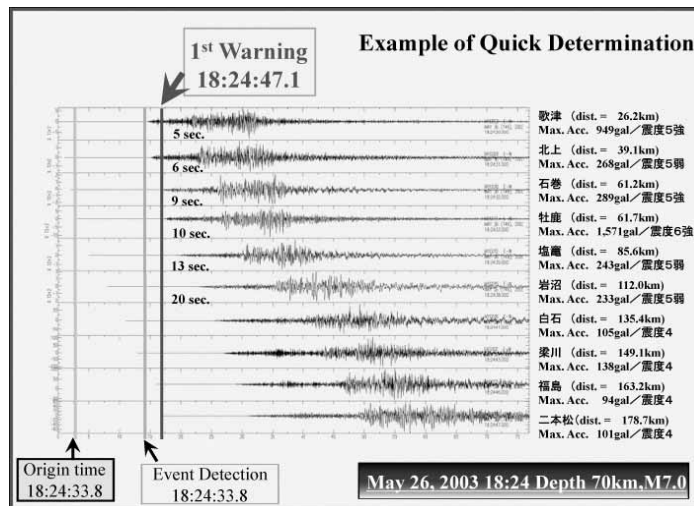 Example of Quick Determination
1st Warning
18:24:47.1
5 sec.
6 sec.
9 sec.
10 sec.
13 sec.
20 sec.
歌津 (dist. = 26.2km)
Max. Acc. 949gal／震度5強
北上 (dist. = 39.1km)
Max. Acc. 268gal／震度5弱
石巻 (dist. = 61.2km)
Max. Acc. 289gal／震度5強
牡鹿 (dist. = 61.7km)
Max. Acc. 1,571gal／震度6強
塩竈 (dist. = 85.6km)
Max. Acc. 243gal／震度5弱
岩沼 (dist. = 112.0km)
Max. Acc. 233gal／震度5弱
白石 (dist. = 135.4km)
Max. Acc. 105gal／震度4
梁川 (dist. = 149.1km)
Max. Acc. 138gal／震度4
福島 (dist. = 163.2km)
Max. Acc. 94gal／震度4
二本松(dist. = 178.7km)
Max. Acc. 101gal／震度4
Origin time
18:24:33.8
Event Detection
18:24:33.8
May 26, 2003 18:24 Depth 70km,M7.0